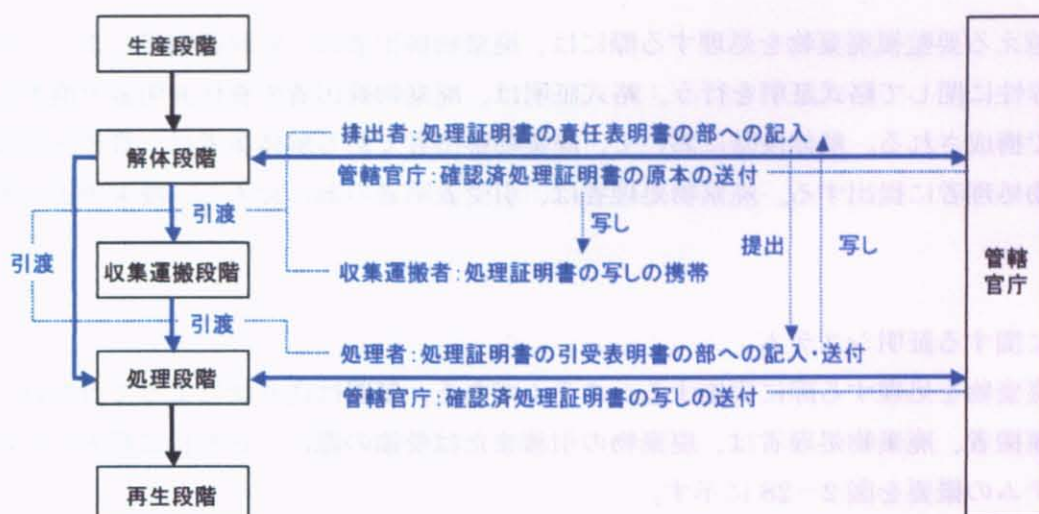 生産段階
排出者：処理証明書の責任表明書の部への記入
解体段階
管轄官庁：確認済処理証明書の原本の送付
引渡
写し
引渡
提出
写し
収集運搬段階
収集運搬者：処理証明書の写しの携帯
管轄
官庁
引渡
処理者：処理証明書の引受表明書の部への記入・送付
処理段階
管轄官庁：確認済処理証明書の写しの送付
再生段階